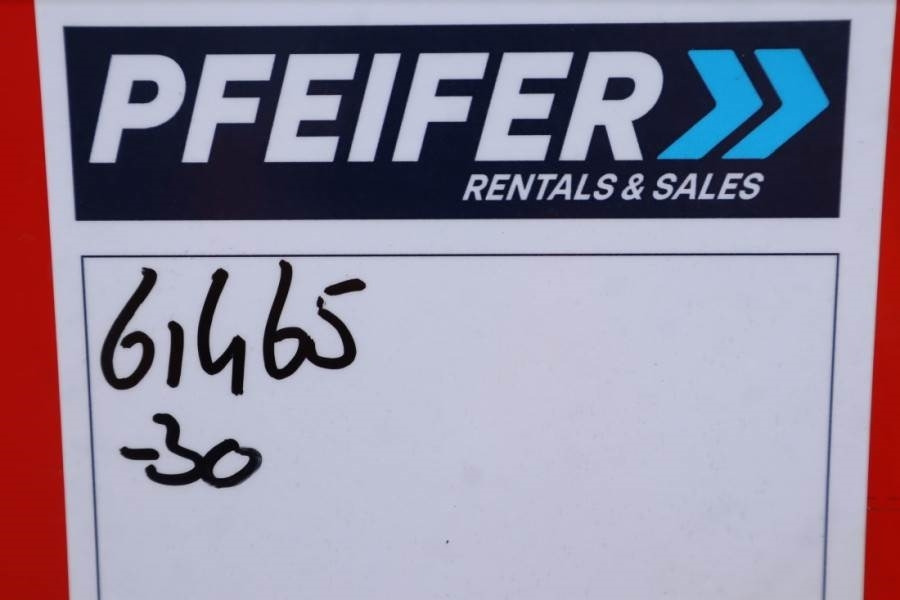 PFEIFER
RENTALS & SALES
61465
-30